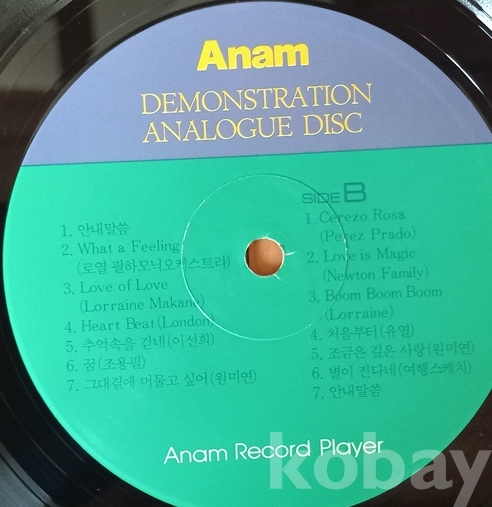 Anam
DEMONSTRATION
ANALOGUE DISC
1. 안내말씀
2. What a Feeling
(로열 필하모닉오케스트라)
3. Love of Love
(Lorraine Makano)
4. Heart Beat(London)
5. 추억속을 걷네(이선희)
6. 꿈(조용필)
7. 그대곁에 머물고 싶어(원미연)
SIDE B
1. Cerezo Rosa
(Perez Prado)
2. Love is Magic
(Newton Family)
3. Boom Boom Boom
(Lorraine)
4. 처음부터(유열)
5. 조금은 깊은 사랑(원미연)
6. 별이 진다네(여행스케치)
7. 안내말씀
Anam Record Player
kobay